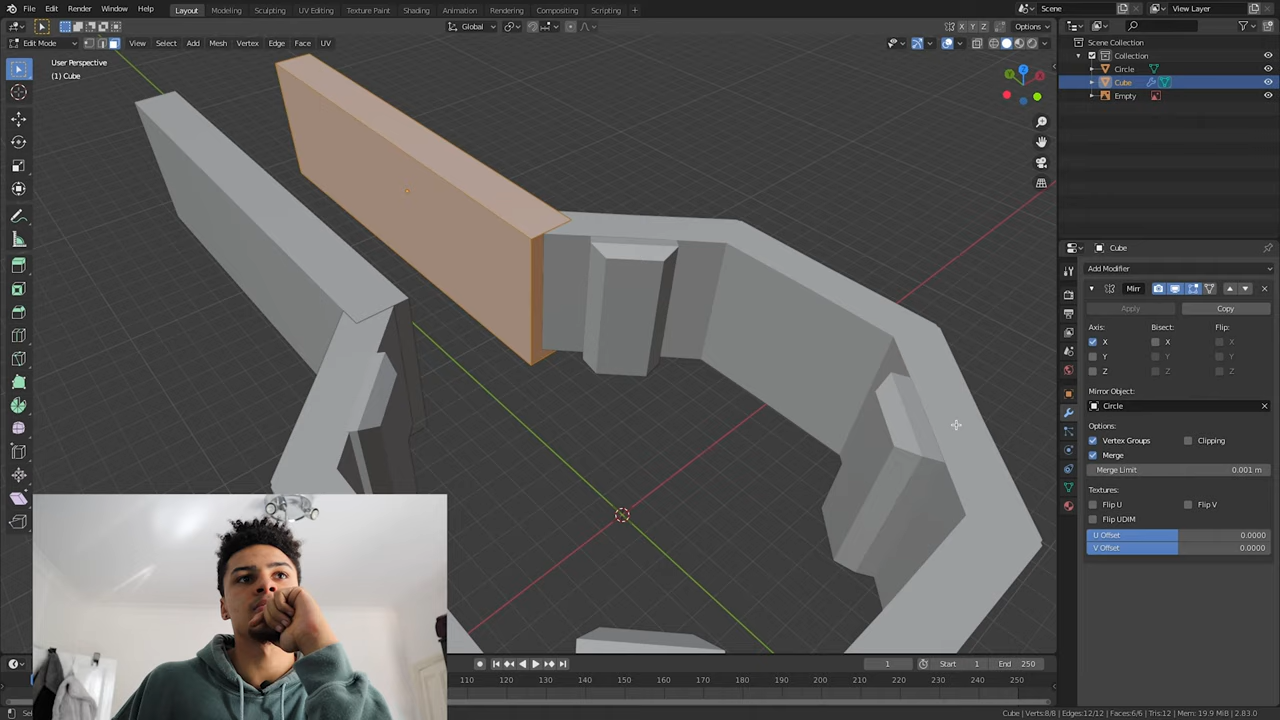 File Edit Render Window Help Layout Modeling Sculpting UV Editing Texture Paint Shading Animation Rendering Compositing Scripting + Scene View Layer
Global X Y Z Options
Edit Mode View Select Add Mesh Vertex Edge Face UV
User Perspective
(1) Cube
Scene Collection
Collection
Circle
Cube
Empty
Cube
Add Modifier
Mirr
Apply Copy
Axis: Bisect: Flip:
X X X
Y Y Y
Z Z Z
Mirror Object:
Circle
Options:
Vertex Groups Clipping
Merge
Merge Limit 0.001 m
Textures:
Flip U Flip V
Flip UDIM
U Offset 0.0000
V Offset 0.0000
1 Start 1 End 250
110 120 130 140 150 160 170 180 190 200 210 220 230 240 250
Cube | Verts:8/8 | Edges:12/12 | Faces:6/6 | Tris:12 | Mem: 19.9 MiB | 2.83.0